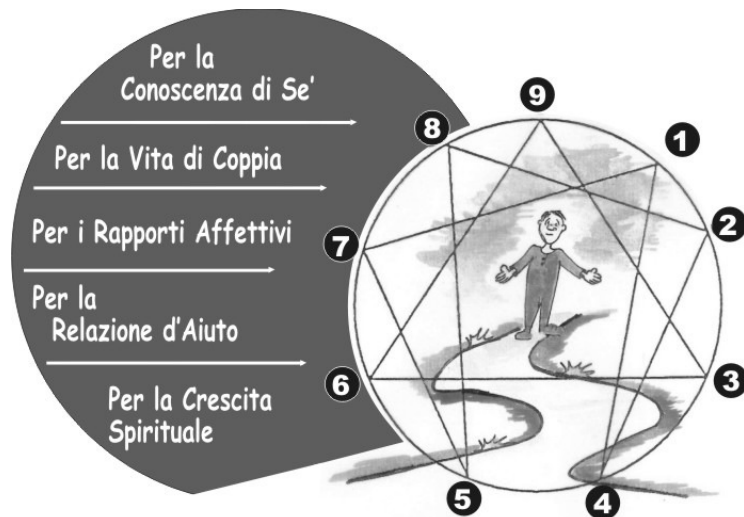 Per la
Conoscenza di Se'
Per la Vita di Coppia
Per i Rapporti Affettivi
Per la
Relazione d'Aiuto
Per la Crescita
Spirituale
9
8
1
2
7
6
3
5
4